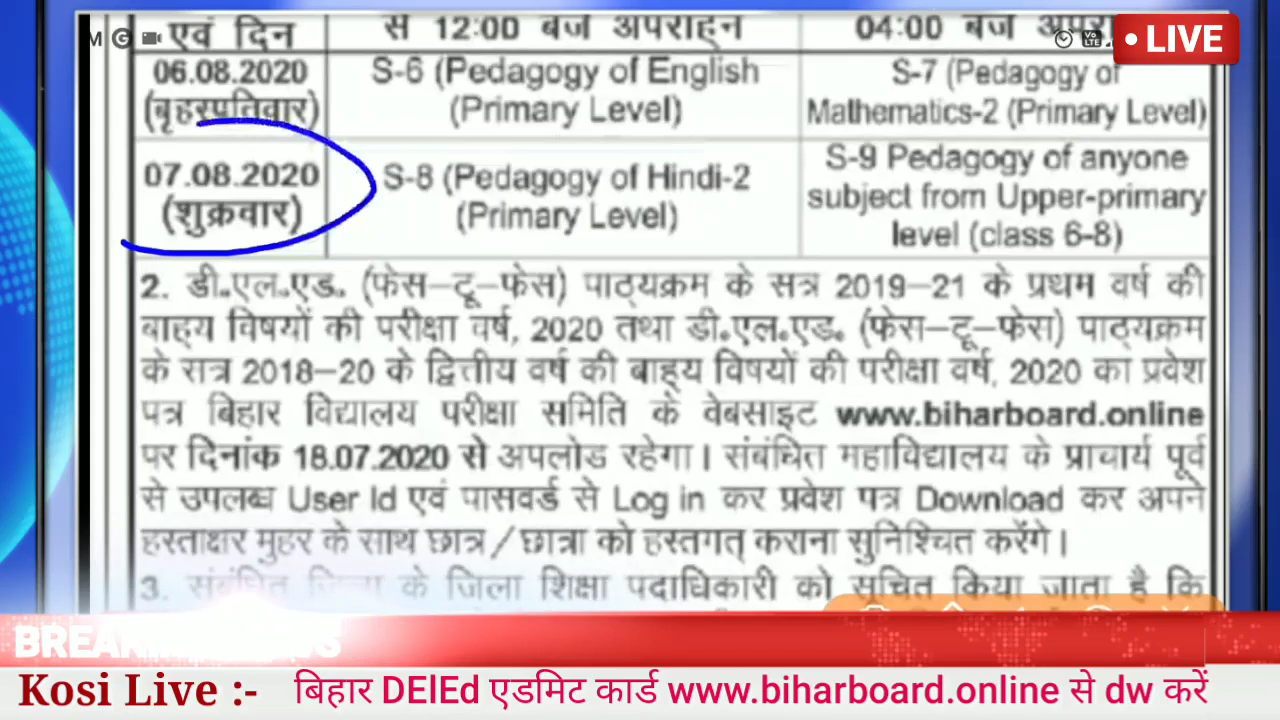 एवं दिन
से 12:00 बजे अपराह्न
04:00 बजे
LIVE
06.08.2020
(बृहस्पतिवार)
S-6 (Pedagogy of English
(Primary Level)
S-7 (Pedagogy of
Mathematics-2 (Primary Level)
07.08.2020
(शुक्रवार)
S-8 (Pedagogy of Hindi-2
(Primary Level)
S-9 Pedagogy of anyone
subject from Upper-primary
level (class 6-8)
2. डी॰एल॰एड॰ (फेस–टू–फेस) पाठ्यक्रम के सत्र 2019–21 के प्रथम वर्ष की
बाह्य विषयों की परीक्षा वर्ष, 2020 तथा डी॰एल॰एड॰ (फेस–टू–फेस) पाठ्यक्रम
के सत्र 2018–20 के द्वित्तीय वर्ष की बाह्य विषयों की परीक्षा वर्ष, 2020 का प्रवेश
पत्र बिहार विद्यालय परीक्षा समिति के वेबसाइट www.biharboard.online
पर दिनांक 18.07.2020 से अपलोड रहेगा। संबंधित महाविद्यालय के प्राचार्य पूर्व
से उपलब्ध User Id एवं पासवर्ड से Log in कर प्रवेश पत्र Download कर अपने
हस्ताक्षर मुहर के साथ छात्र/छात्रा को हस्तगत् कराना सुनिश्चित करेंगे।
3. संबंधित जिला के जिला शिक्षा पदाधिकारी को सूचित किया जाता है कि
BREAKING NEWS
Kosi Live :- बिहार DElEd एडमिट कार्ड www.biharboard.online से dw करें